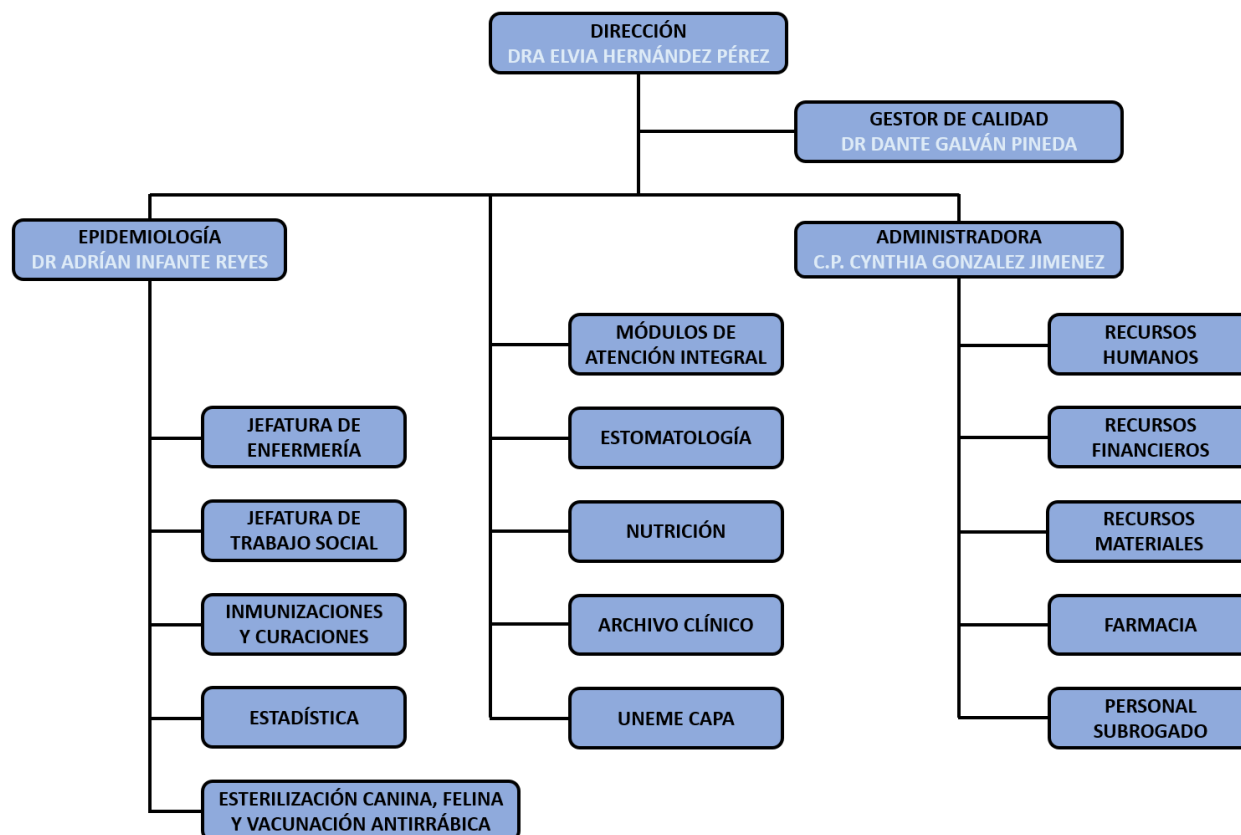 DIRECCIÓN
DRA ELVIA HERNÁNDEZ PÉREZ
GESTOR DE CALIDAD
DR DANTE GALVÁN PINEDA
EPIDEMIOLOGÍA
DR ADRÍAN INFANTE REYES
ADMINISTRADORA
C.P. CYNTHIA GONZALEZ JIMENEZ
JEFATURA DE
ENFERMERÍA
JEFATURA DE
TRABAJO SOCIAL
INMUNIZACIONES
Y CURACIONES
ESTADÍSTICA
ESTERILIZACIÓN CANINA, FELINA
Y VACUNACIÓN ANTIRRÁBICA
MÓDULOS DE
ATENCIÓN INTEGRAL
ESTOMATOLOGÍA
NUTRICIÓN
ARCHIVO CLÍNICO
UNEME CAPA
RECURSOS
HUMANOS
RECURSOS
FINANCIEROS
RECURSOS
MATERIALES
FARMACIA
PERSONAL
SUBROGADO